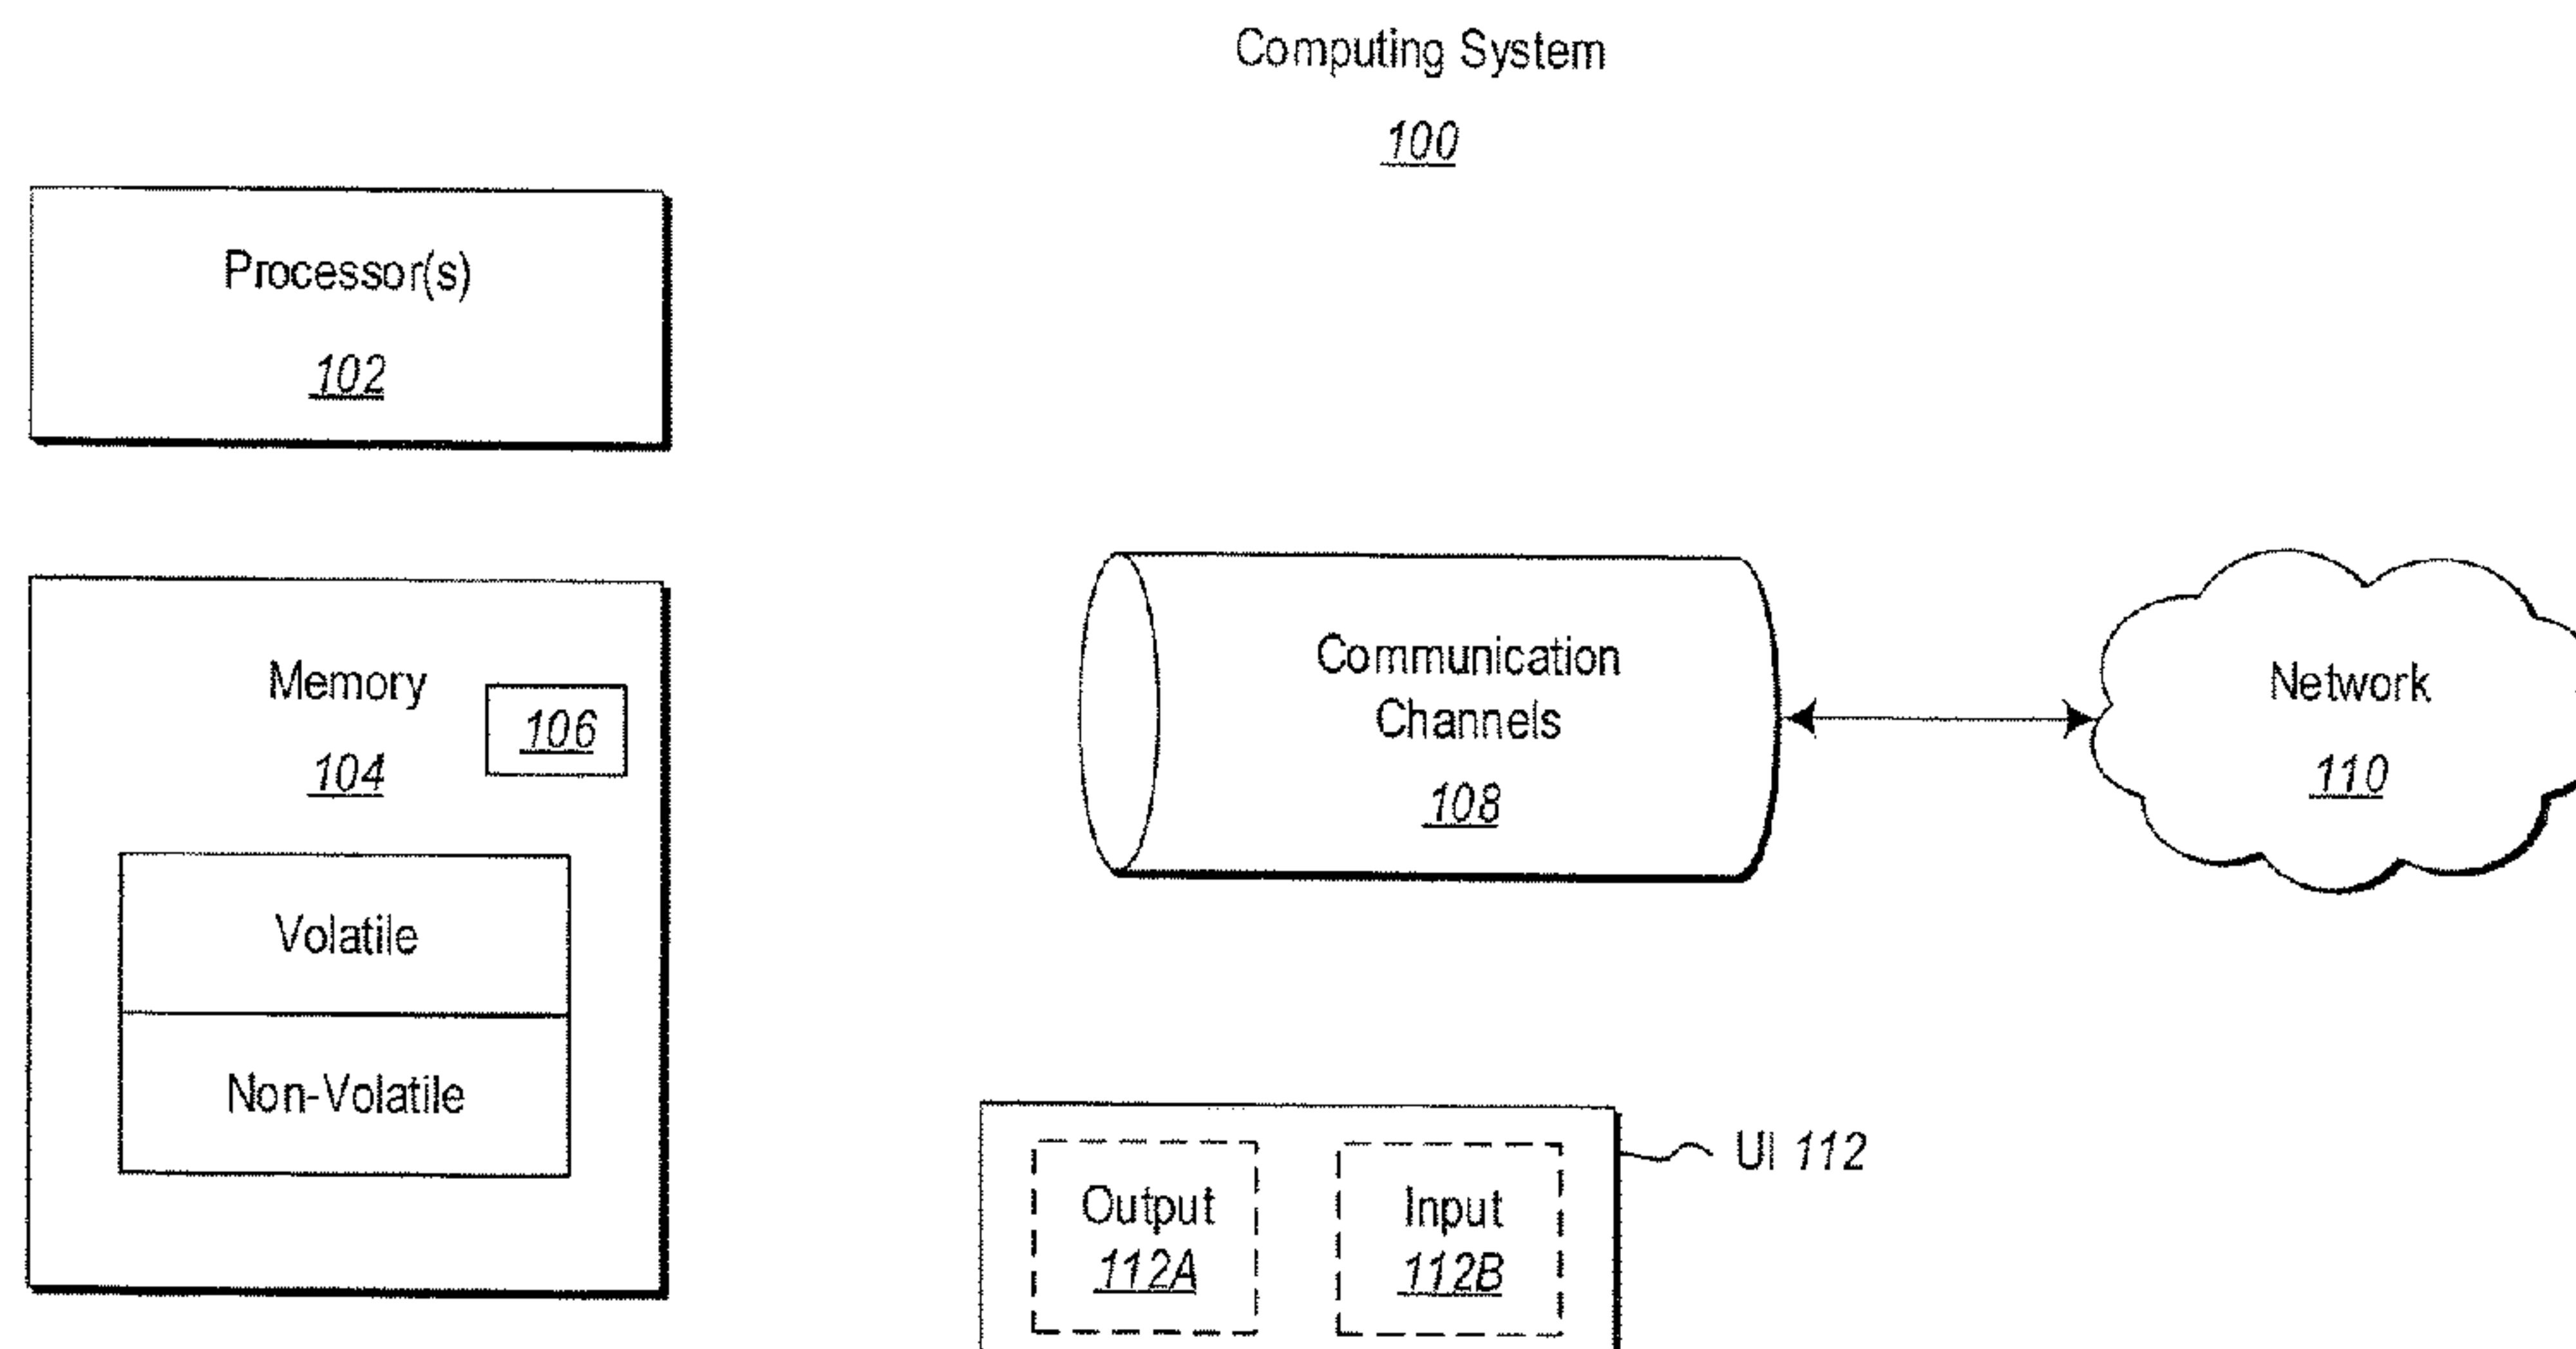 Computing System
100
Processor(s)
102
Memory
104
106
Volatile
Non-Volatile
Communication
Channels
108
Network
110
UI 112
Output
112A
Input
112B